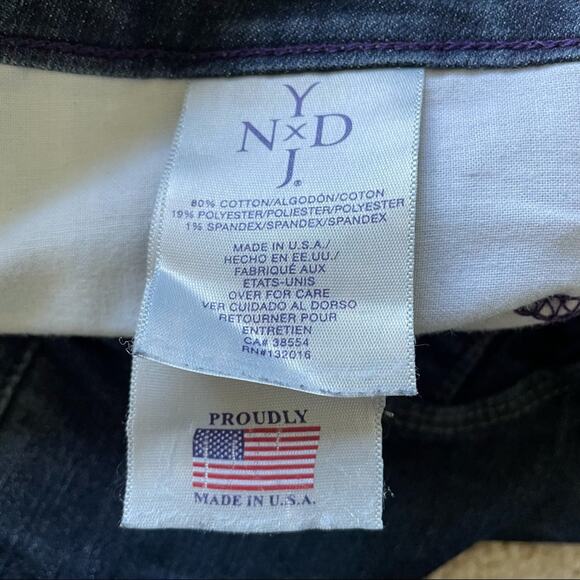 Y
N x D
J®
80% COTTON/ALGODÓN/COTON
19% POLYESTER/POLIESTER/POLYESTER
1% SPANDEX/SPANDEX/SPANDEX
MADE IN U.S.A./
HECHO EN EE.UU./
FABRIQUÉ AUX
ETATS-UNIS
OVER FOR CARE
VER CUIDADO AL DORSO
RETOURNER POUR
ENTRETIEN
CA# 38554
RN#132016
PROUDLY
MADE IN U.S.A.